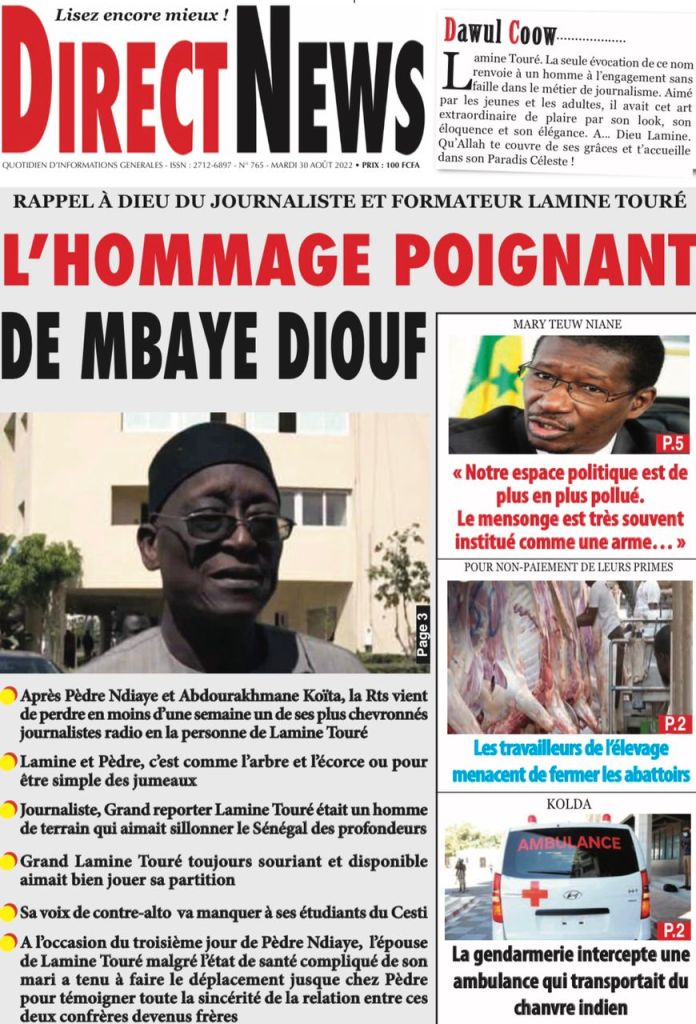 Lisez encore mieux !
DIRECT NEWS
QUOTIDIEN D'INFORMATIONS GENERALES - ISSN : 2712-6897 - N° 765 - MARDI 30 AOÛT 2022 • PRIX : 100 FCFA
Dawul Coow....................
Lamine Touré. La seule évocation de ce nom
renvoie à un homme à l'engagement sans
faille dans le métier de journalisme. Aimé
par les jeunes et les adultes, il avait cet art
extraordinaire de plaire par son look, son
éloquence et son élégance. A... Dieu Lamine.
Qu'Allah te couvre de ses grâces et t'accueille
dans son Paradis Céleste !
RAPPEL À DIEU DU JOURNALISTE ET FORMATEUR LAMINE TOURÉ
L'HOMMAGE POIGNANT
DE MBAYE DIOUF
Page 3
Après Pèdre Ndiaye et Abdourakhmane Koïta, la Rts vient
de perdre en moins d'une semaine un de ses plus chevronnés
journalistes radio en la personne de Lamine Touré
Lamine et Pèdre, c'est comme l'arbre et l'écorce ou pour
être simple des jumeaux
Journaliste, Grand reporter Lamine Touré était un homme
de terrain qui aimait sillonner le Sénégal des profondeurs
Grand Lamine Touré toujours souriant et disponible
aimait bien jouer sa partition
Sa voix de contre-alto va manquer à ses étudiants du Cesti
A l'occasion du troisième jour de Pèdre Ndiaye, l'épouse
de Lamine Touré malgré l'état de santé compliqué de son
mari a tenu à faire le déplacement jusque chez Pèdre
pour témoigner toute la sincérité de la relation entre ces
deux confrères devenus frères
MARY TEUW NIANE
P.5
« Notre espace politique est de
plus en plus pollué.
Le mensonge est très souvent
institué comme une arme... »
POUR NON-PAIEMENT DE LEURS PRIMES
P.2
Les travailleurs de l'élevage
menacent de fermer les abattoirs
KOLDA
AMBULANCE
P.2
La gendarmerie intercepte une
ambulance qui transportait du
chanvre indien